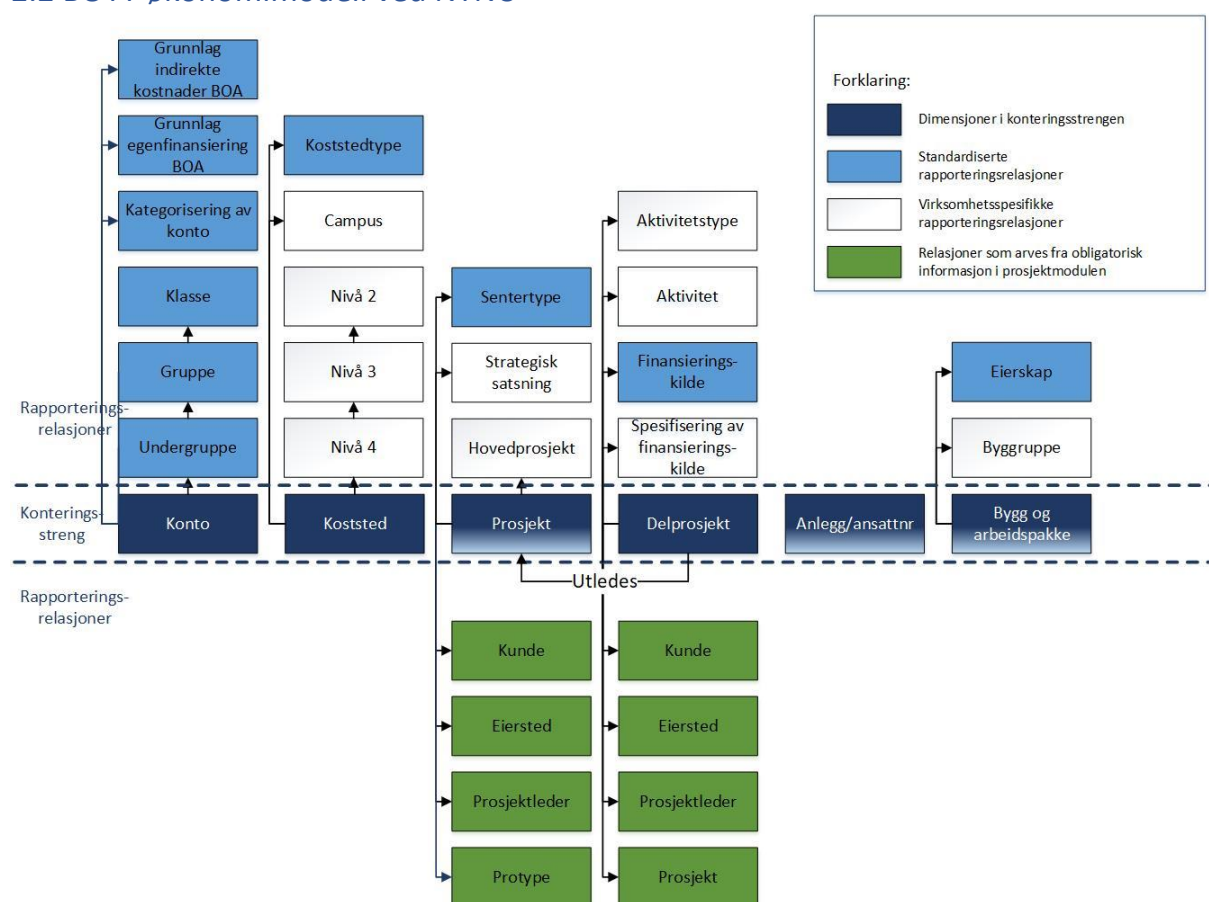 økonomimodell ved
Grunnlag
indirekte
kostnader BOA
Grunnlag
egenfinansiering
BOA
Kategorisering av
konto
Klasse
Gruppe
Undergruppe
Koststedtype
Campus
Nivå 2
Nivå 3
Nivå 4
Sentertype
Strategisk
satsning
Hovedprosjekt
Aktivitetstype
Aktivitet
Finansierings-
kilde
Spesifisering av
finansierings-
kilde
Eierskap
Byggruppe
Forklaring:
Dimensjoner i konteringsstrengen
Standardiserte
rapporteringsrelasjoner
Virksomhetsspesifikke
rapporteringsrelasjoner
Relasjoner som arves fra obligatorisk
informasjon i prosjektmodulen
Rapporterings-
relasjoner
Konterings-
streng
Konto
Koststed
Prosjekt
Delprosjekt
Anlegg/ansattnr
Bygg og
arbeidspakke
Utledes
Rapporterings-
relasjoner
Kunde
Kunde
Eiersted
Eiersted
Prosjektleder
Prosjektleder
Protype
Prosjekt